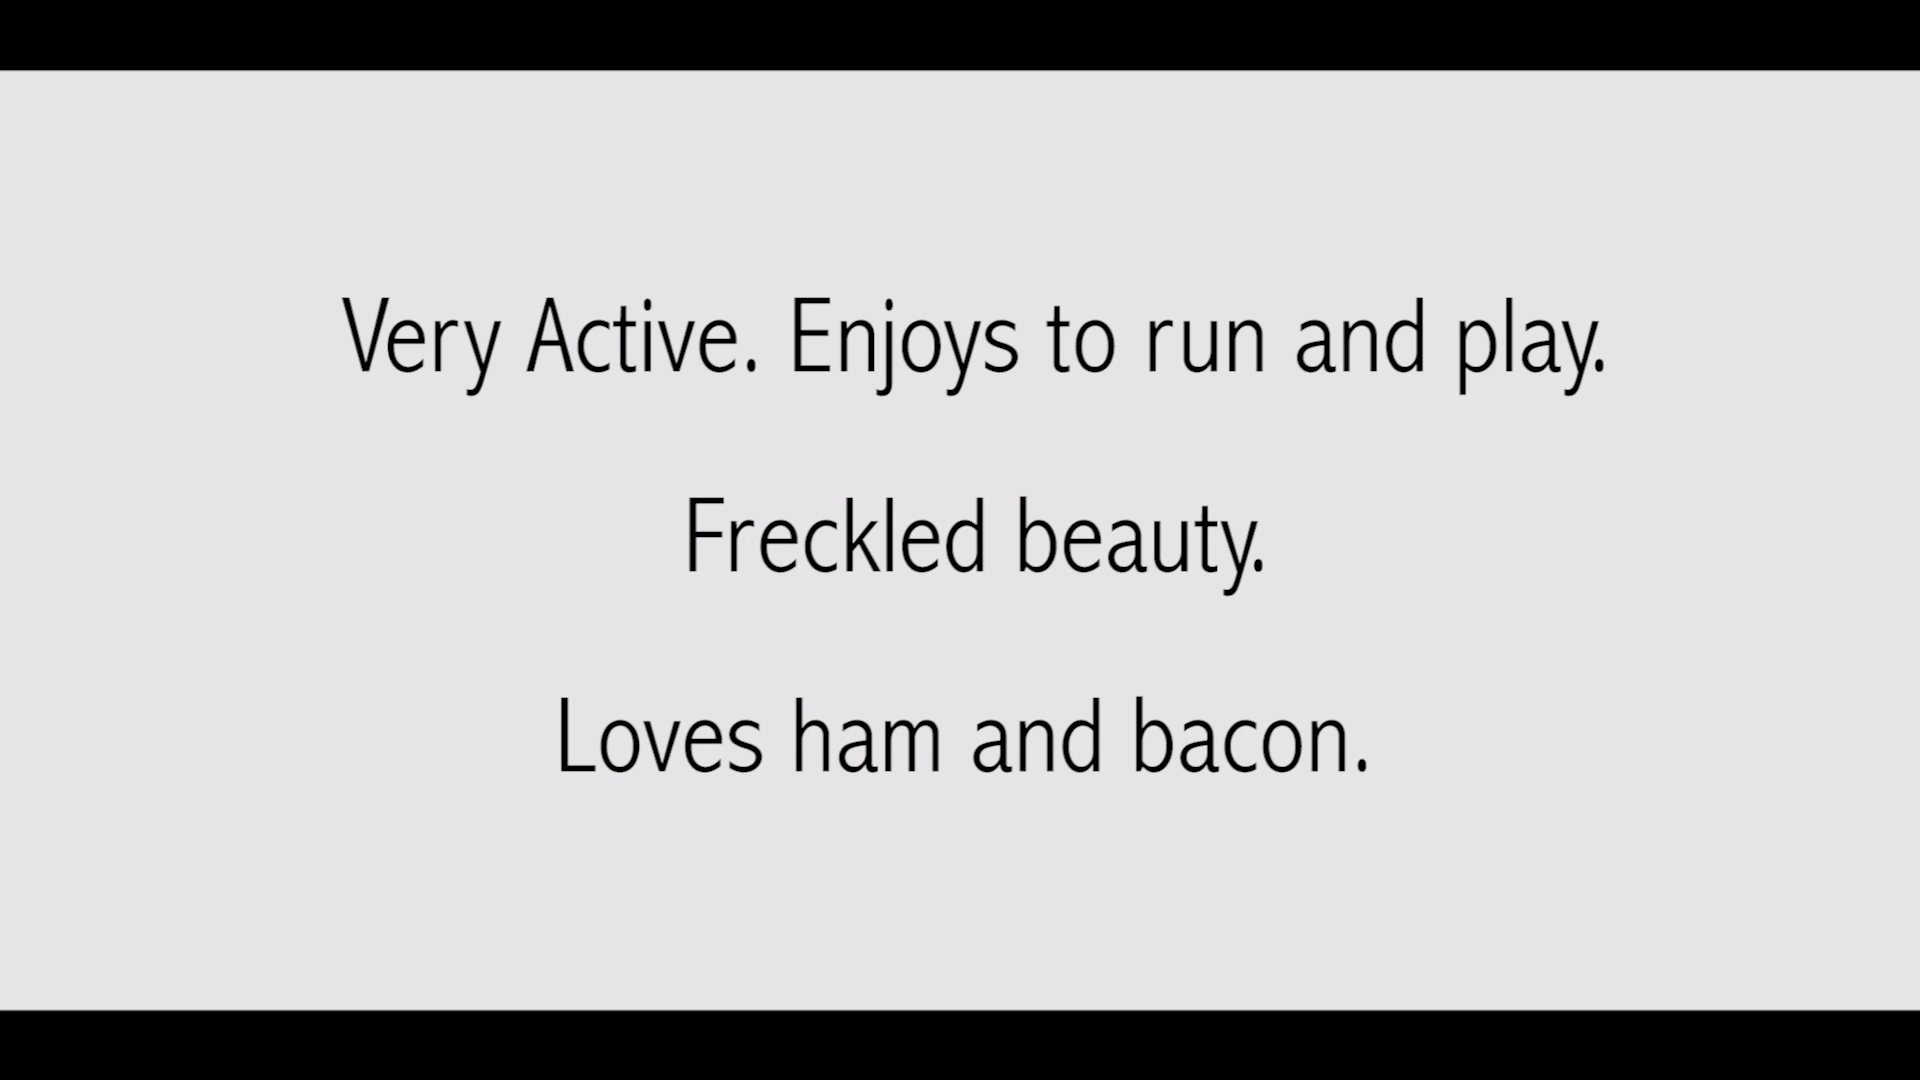 Very Active. Enjoys to run and play.
Freckled beauty.
Loves ham and bacon.